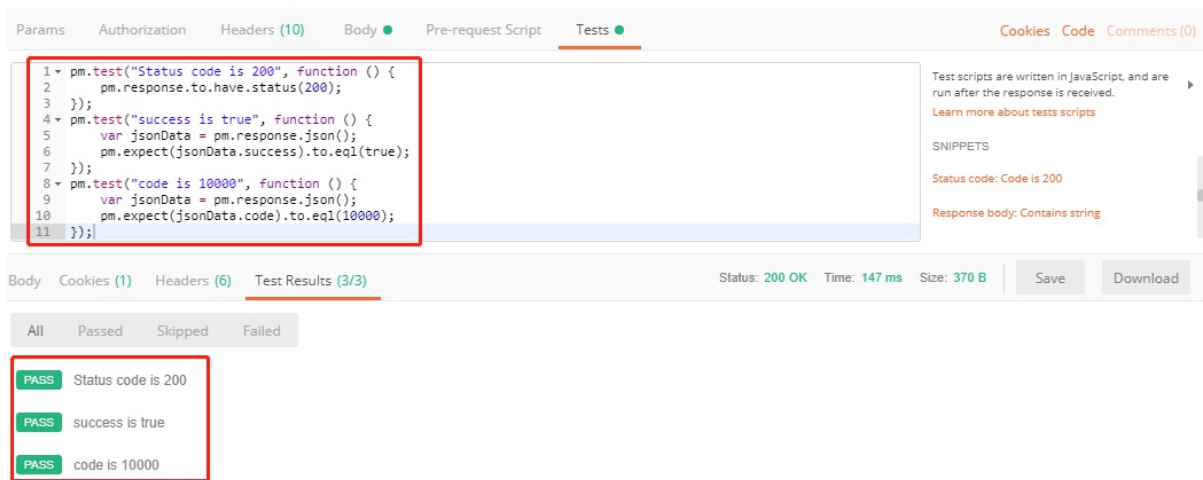 Params Authorization Headers (10) Body Pre-request Script Tests Cookies Code Comments (0)
1 pm.test("Status code is 200", function () {
2 pm.response.to.have.status(200);
3 });
4 pm.test("success is true", function () {
5 var jsonData = pm.response.json();
6 pm.expect(jsonData.success).to.eql(true);
7 });
8 pm.test("code is 10000", function () {
9 var jsonData = pm.response.json();
10 pm.expect(jsonData.code).to.eql(10000);
11 });
Test scripts are written in JavaScript, and are
run after the response is received.
Learn more about tests scripts
SNIPPETS
Status code: Code is 200
Response body: Contains string
Body Cookies (1) Headers (6) Test Results (3/3) Status: 200 OK Time: 147 ms Size: 370 B Save Download
All Passed Skipped Failed
PASS Status code is 200
PASS success is true
PASS code is 10000